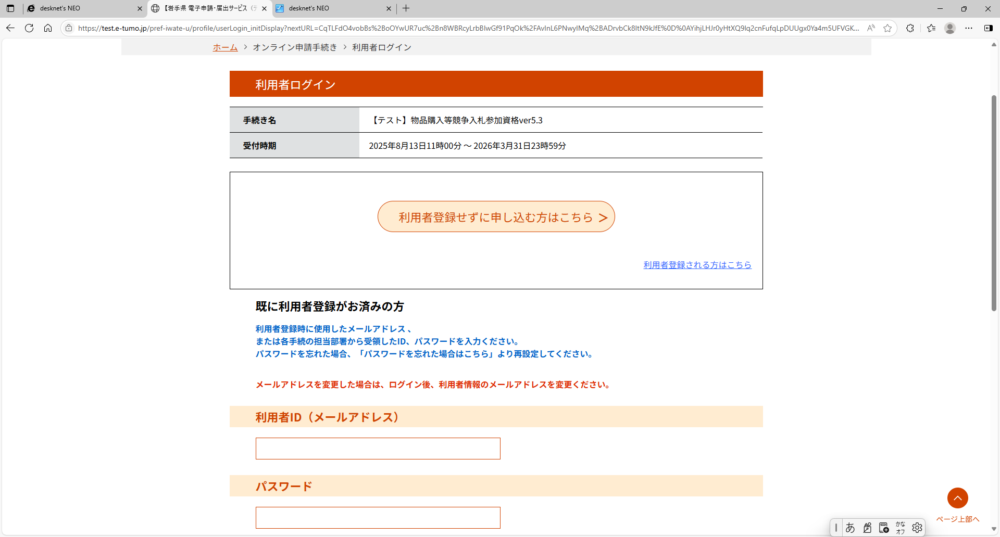 desknet's NEO
【岩手県 電子申請・届出サービス（テ
desknet's NEO
https://test.e-tumo.jp/pref-iwate-u/profile/userLogin_initDisplay?nextURL=CqTLFdO4vobBs%2BoOYwUR7uc%2Bn8WBRcyLrbBlwGf91PqOk%2FAvlnL6PNwylMq%2BADrvbCk8ItN9kJfE%0D%0AYihjLHJr0yHtXQ9lq2cnFufqLpDUUgx0Ya4m5UFVGK...
ホーム > オンライン申請手続き > 利用者ログイン
利用者ログイン
手続き名 【テスト】物品購入等競争入札参加資格ver5.3
受付時期 2025年8月13日11時00分 ～ 2026年3月31日23時59分
利用者登録せずに申し込む方はこちら >
利用者登録される方はこちら
既に利用者登録がお済みの方
利用者登録時に使用したメールアドレス 、
または各手続の担当部署から受領したID、パスワードを入力ください。
パスワードを忘れた場合、「パスワードを忘れた場合はこちら」より再設定してください。
メールアドレスを変更した場合は、ログイン後、利用者情報のメールアドレスを変更ください。
利用者ID（メールアドレス）
パスワード
ページ上部へ
あ
かな
オフ